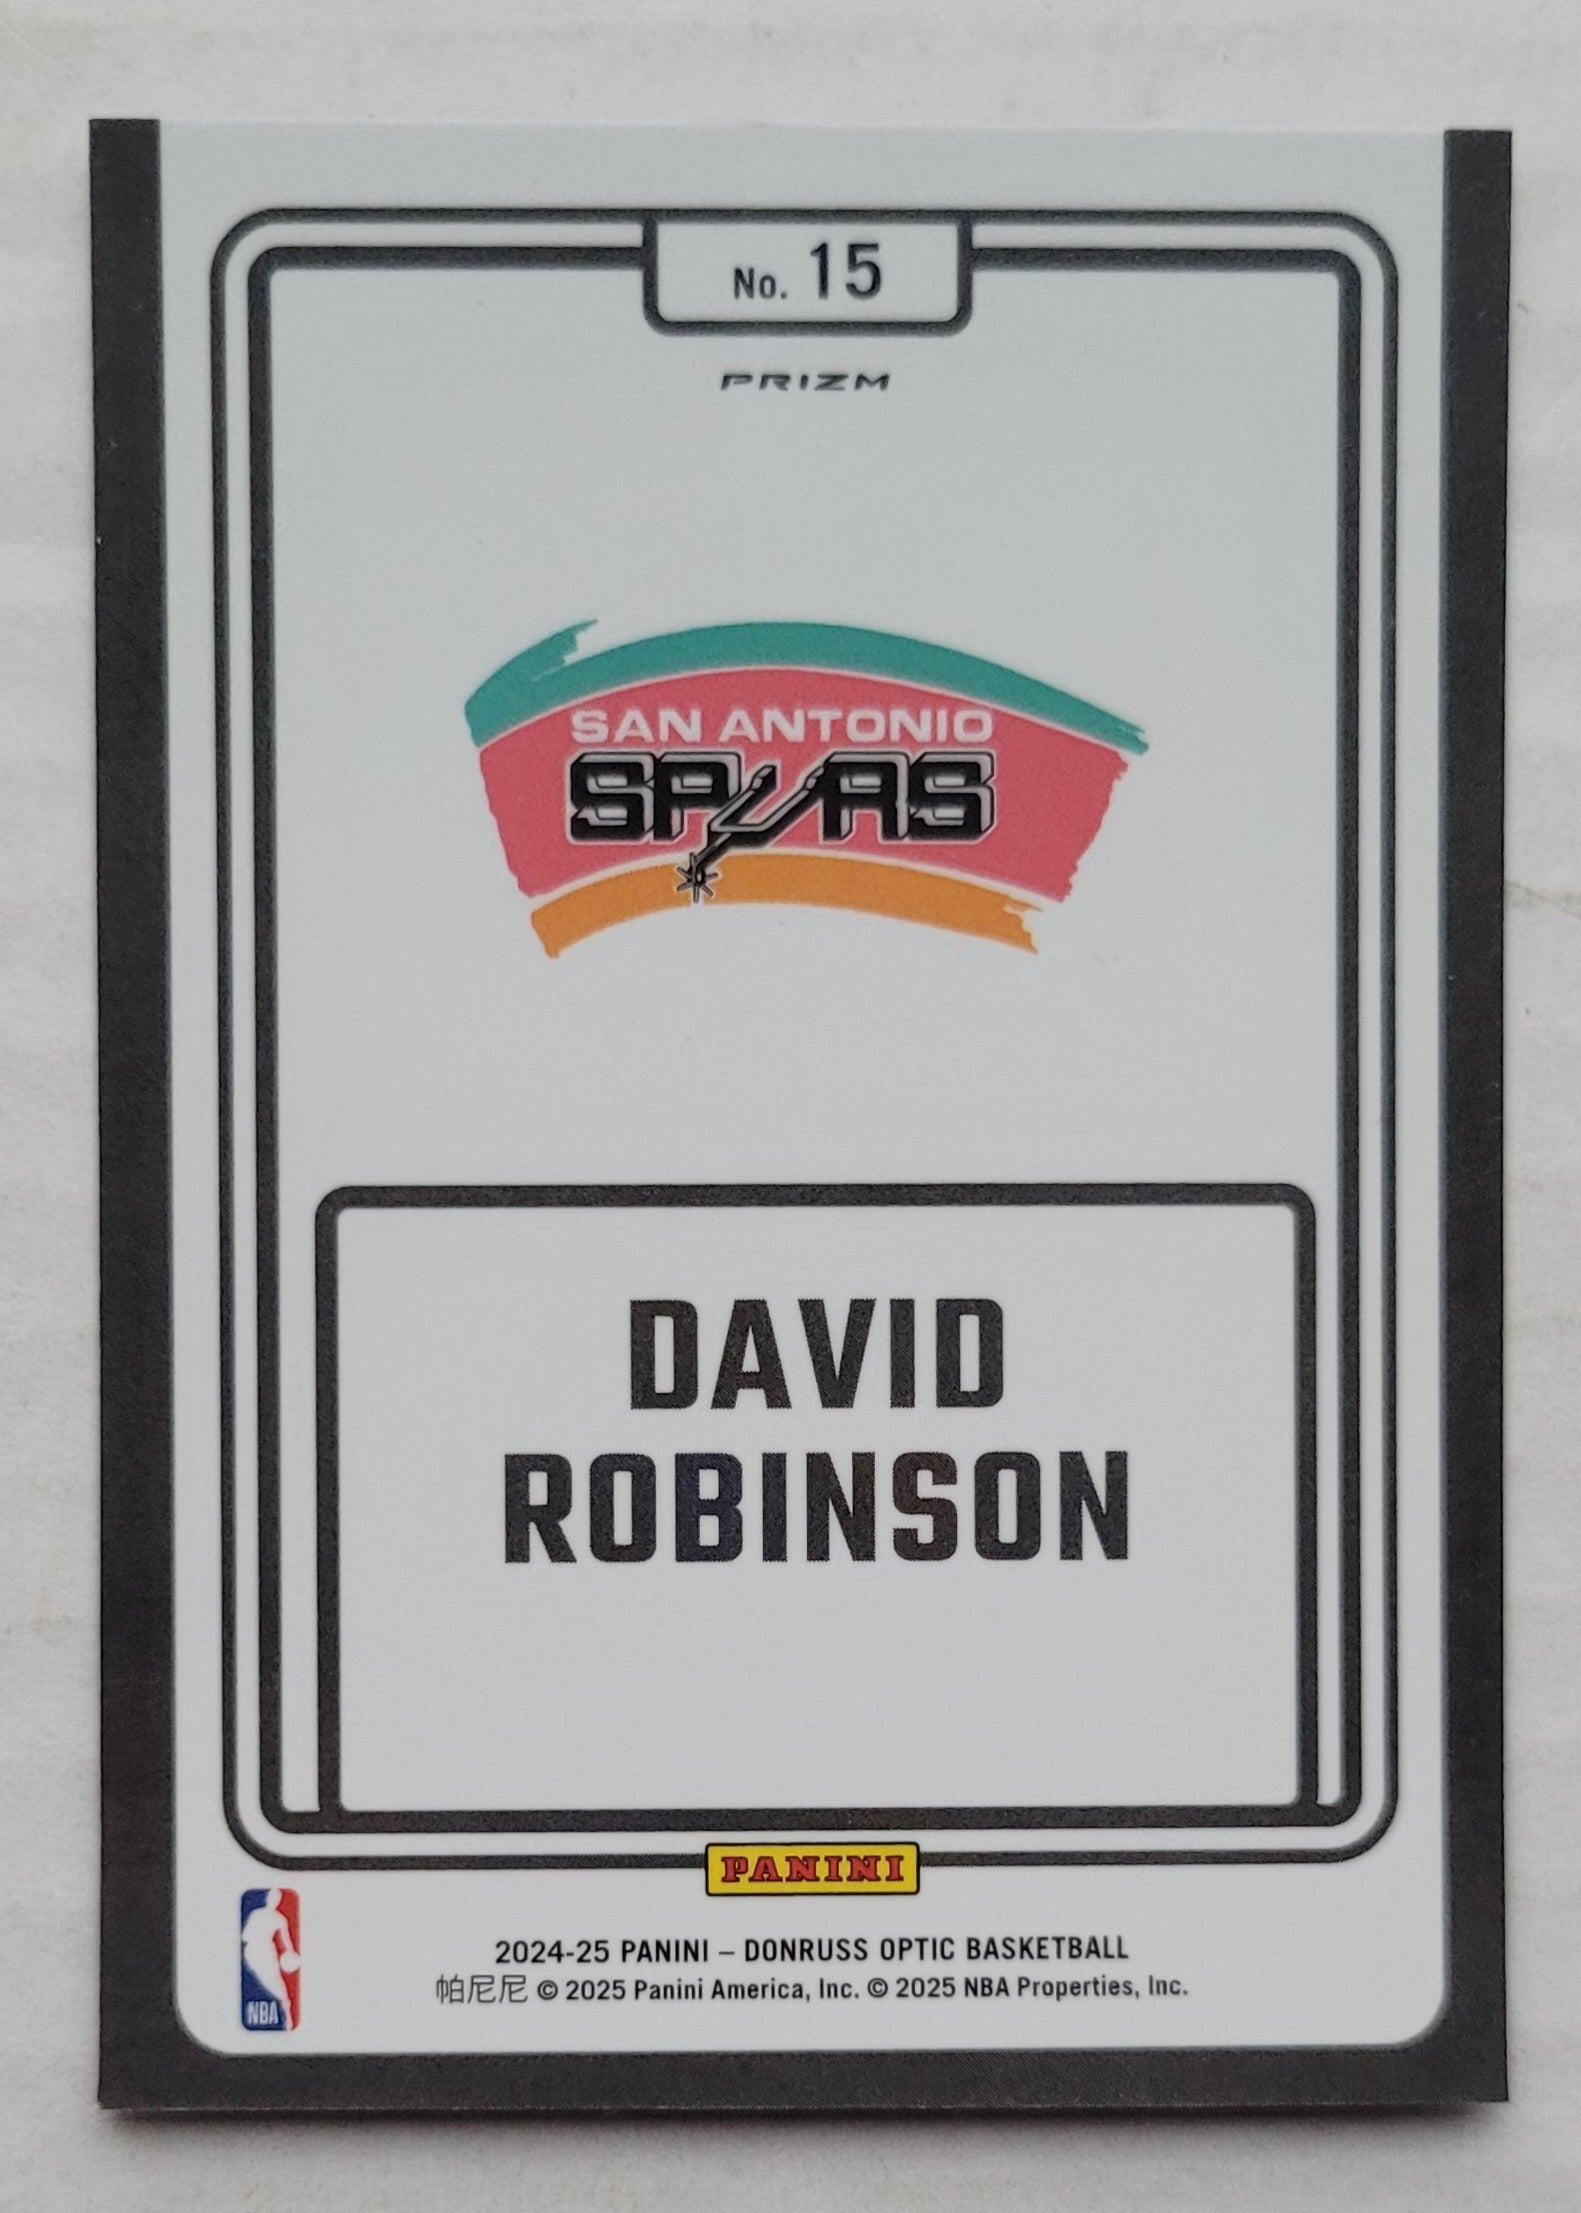 No. 15
PRIZM
SAN ANTONIO
SPURS
DAVID
ROBINSON
PANINI
NBA
2024-25 PANINI – DONRUSS OPTIC BASKETBALL
帕尼尼 © 2025 Panini America, Inc. © 2025 NBA Properties, Inc.